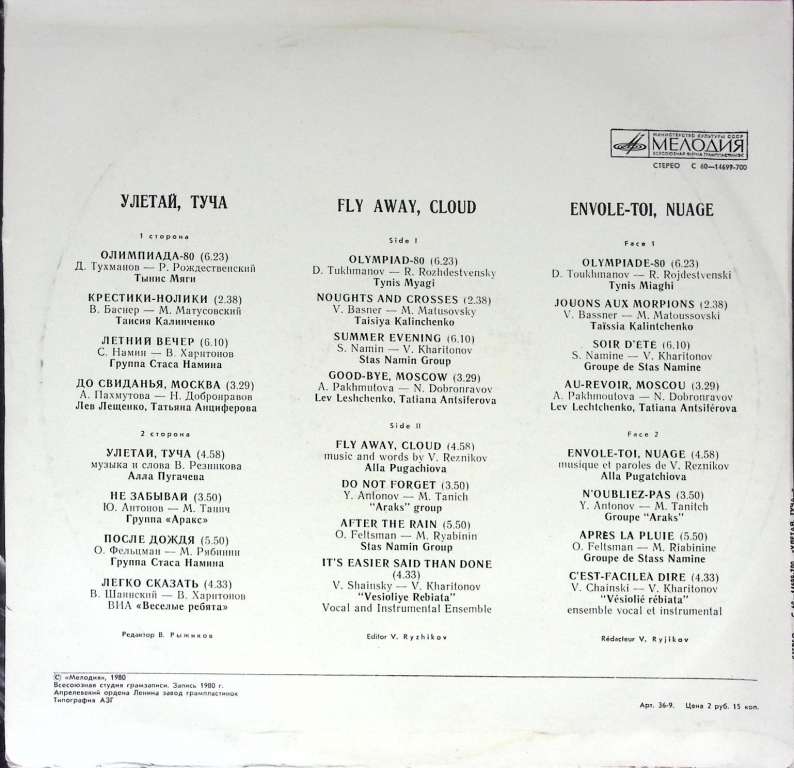 МИНИСТЕРСТВО КУЛЬТУРЫ СССР
МЕЛОДИЯ
ВСЕСОЮЗНАЯ ФИРМА ГРАМПЛАСТИНОК
СТЕРЕО С 60—14699-700
УЛЕТАЙ, ТУЧА
1 сторона
ОЛИМПИАДА-80 (6.23)
Д. Тухманов — Р. Рождественский
Тынис Мяги
КРЕСТИКИ-НОЛИКИ (2.38)
В. Баснер — М. Матусовский
Таисия Калинченко
ЛЕТНИЙ ВЕЧЕР (6.10)
С. Намин — В. Харитонов
Группа Стаса Намина
ДО СВИДАНЬЯ, МОСКВА (3.29)
А. Пахмутова — Н. Добронравов
Лев Лещенко, Татьяна Анциферова
2 сторона
УЛЕТАЙ, ТУЧА (4.58)
музыка и слова В. Резникова
Алла Пугачева
НЕ ЗАБЫВАЙ (3.50)
Ю. Антонов — М. Танич
Группа «Аракс»
ПОСЛЕ ДОЖДЯ (5.50)
О. Фельцман — М. Рябинин
Группа Стаса Намина
ЛЕГКО СКАЗАТЬ (4.33)
В. Шаинский — В. Харитонов
ВИА «Веселые ребята»
Редактор В. Рыжиков
FLY AWAY, CLOUD
Side I
OLYMPIAD-80 (6.23)
D. Tukhmanov — R. Rozhdestvensky
Tynis Myagi
NOUGHTS AND CROSSES (2.38)
V. Basner — M. Matusovsky
Taisiya Kalinchenko
SUMMER EVENING (6.10)
S. Namin — V. Kharitonov
Stas Namin Group
GOOD-BYE, MOSCOW (3.29)
A. Pakhmutova — N. Dobronravov
Lev Leshchenko, Tatiana Antsiferova
Side II
FLY AWAY, CLOUD (4.58)
music and words by V. Reznikov
Alla Pugachiova
DO NOT FORGET (3.50)
Y. Antonov — M. Tanich
"Araks" group
AFTER THE RAIN (5.50)
O. Feltsman — M. Ryabinin
Stas Namin Group
IT'S EASIER SAID THAN DONE
(4.33)
V. Shainsky — V. Kharitonov
"Vesioliye Rebiata"
Vocal and Instrumental Ensemble
Editor V. Ryzhikov
ENVOLE-TOI, NUAGE
Face 1
OLYMPIADE-80 (6.23)
D. Toukhmanov — R. Rojdestvenski
Tynis Miaghi
JOUONS AUX MORPIONS (2.38)
V. Bassner — M. Matoussovski
Taïssia Kalintchenko
SOIR D'ETE (6.10)
S. Namine — V. Kharitonov
Groupe de Stas Namine
AU-REVOIR, MOSCOU (3.29)
A. Pakhmoutova — N. Dobronravov
Lev Lechtchenko, Tatiana Antsiférova
Face 2
ENVOLE-TOI, NUAGE (4.58)
musique et paroles de V. Reznikov
Alla Pugatchiova
N'OUBLIEZ-PAS (3.50)
Y. Antonov — M. Tanitch
Groupe "Araks"
APRES LA PLUIE (5.50)
O. Feltsman — M. Riabinine
Groupe de Stass Namine
C'EST-FACILEA DIRE (4.33)
V. Chainski — V. Kharitonov
"Vésiolié rébiata"
ensemble vocal et instrumental
Rédacteur V. Ryjikov
© «Мелодия», 1980
Всесоюзная студия грамзаписи. Запись 1980 г.
Апрелевский ордена Ленина завод грампластинок
Типография АЗГ
Арт. 36-9. Цена 2 руб. 15 коп.